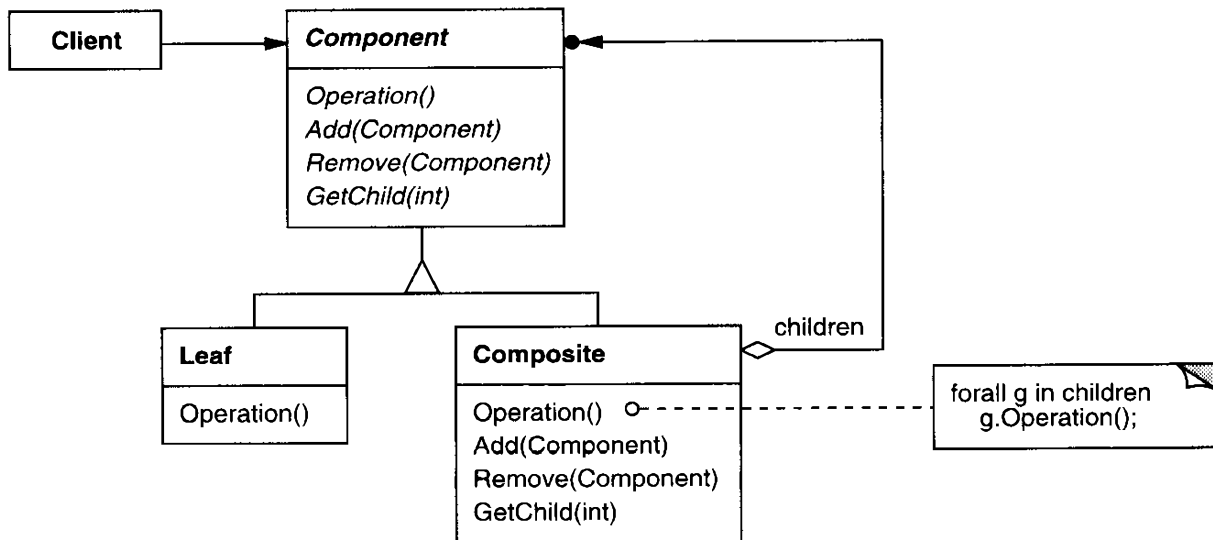 Client
Component
Operation()
Add(Component)
Remove(Component)
GetChild(int)
children
Leaf
Operation()
Composite
Operation()
Add(Component)
Remove(Component)
GetChild(int)
forall g in children
g.Operation();